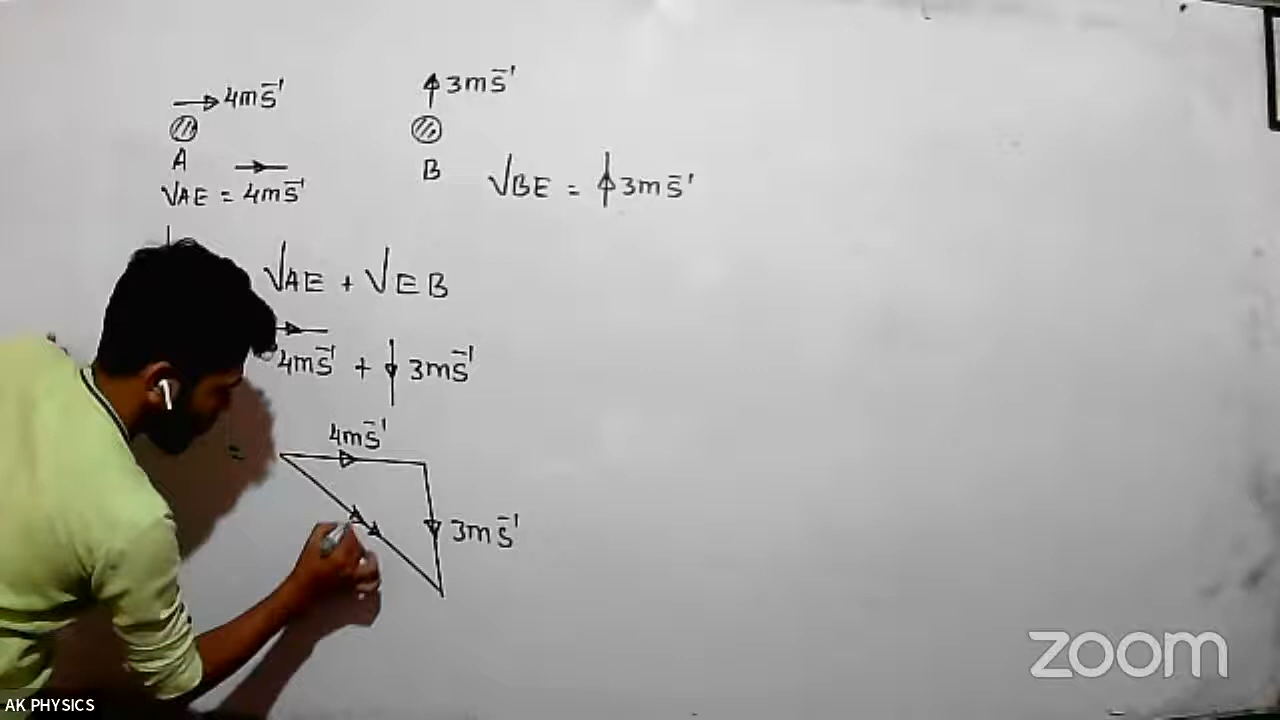 4ms⁻¹
3ms⁻¹
A
B
VAE = 4ms⁻¹
VBE = 3ms⁻¹
VAE + VEB
4ms⁻¹ + 3ms⁻¹
=
4ms⁻¹
3ms⁻¹
zoom
AK PHYSICS